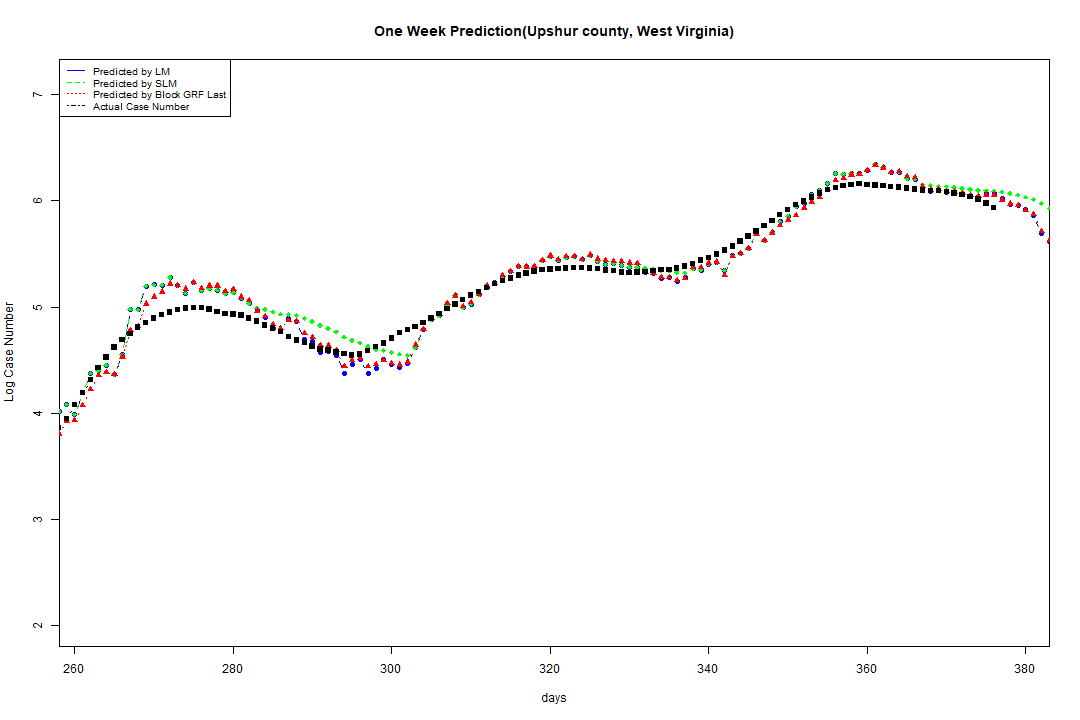 One Week Prediction(Upshur county, West Virginia)
Predicted by LM
Predicted by SLM
Predicted by Block GRF Last
Actual Case Number
7
6
5
4
3
2
Log Case Number
260 280 300 320 340 360 380
days